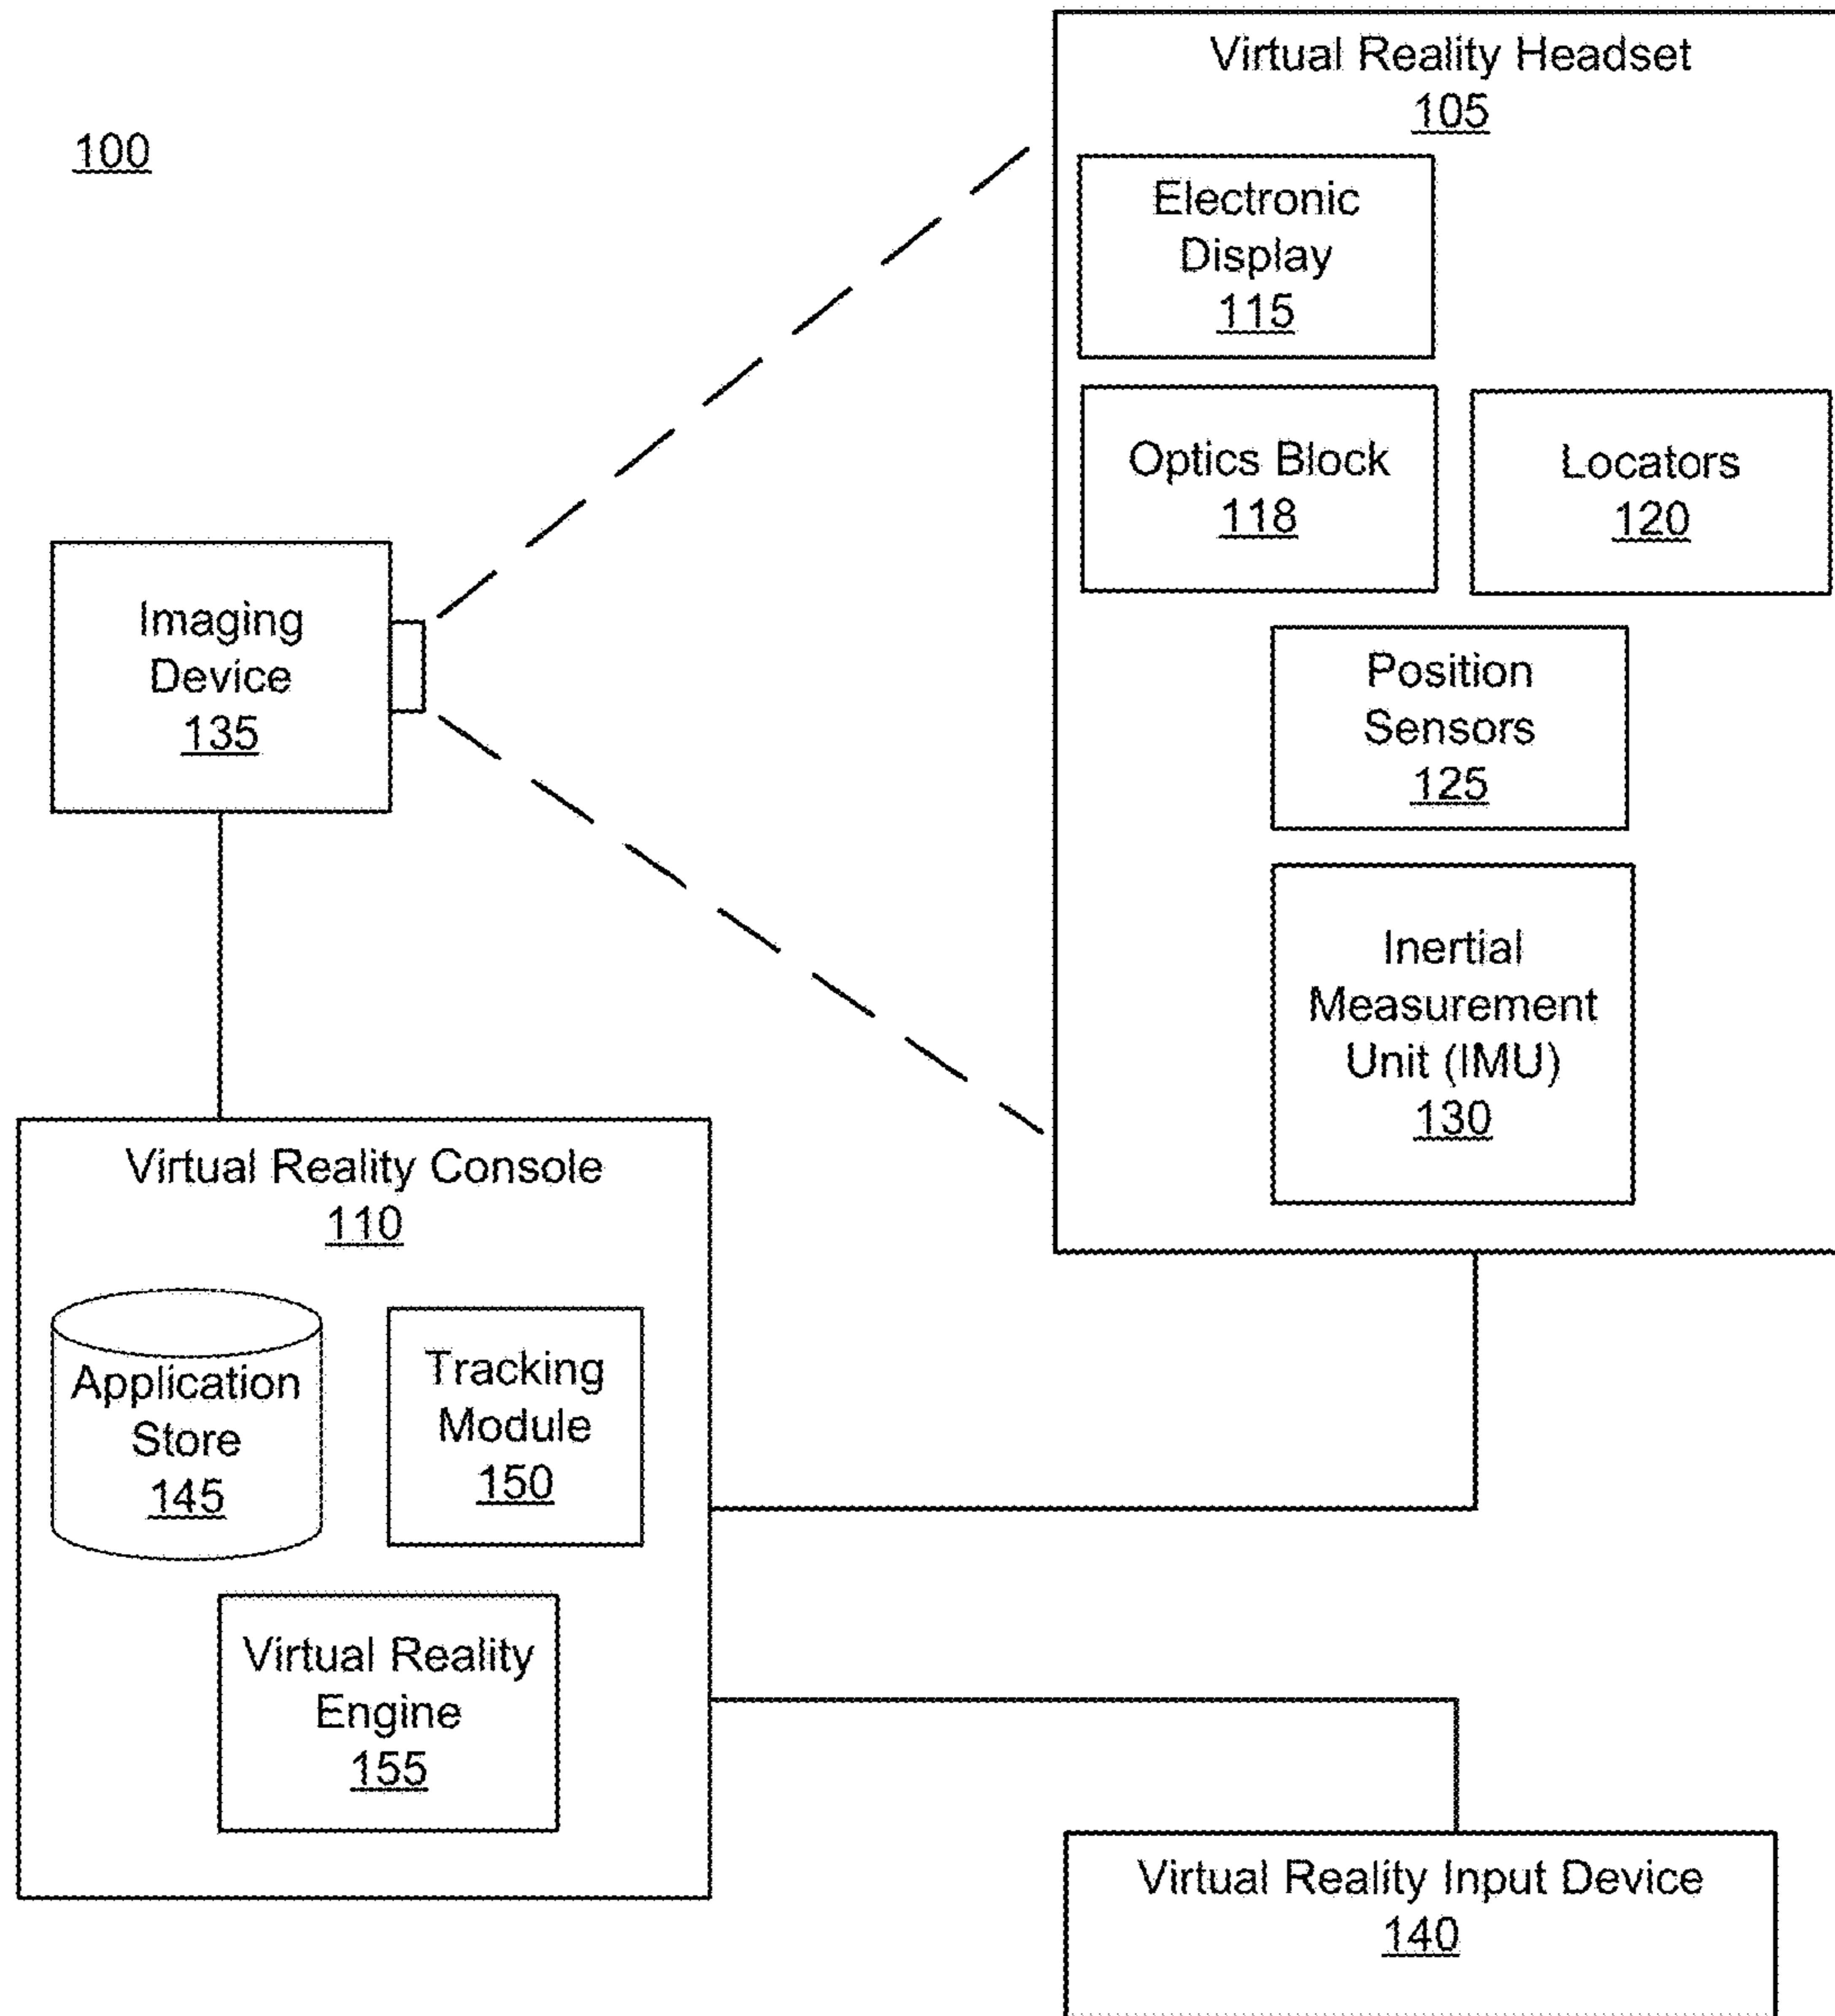 100
Virtual Reality Headset
105
Electronic
Display
115
Optics Block
118
Locators
120
Position
Sensors
125
Inertial
Measurement
Unit (IMU)
130
Imaging
Device
135
Virtual Reality Console
110
Application
Store
145
Tracking
Module
150
Virtual Reality
Engine
155
Virtual Reality Input Device
140